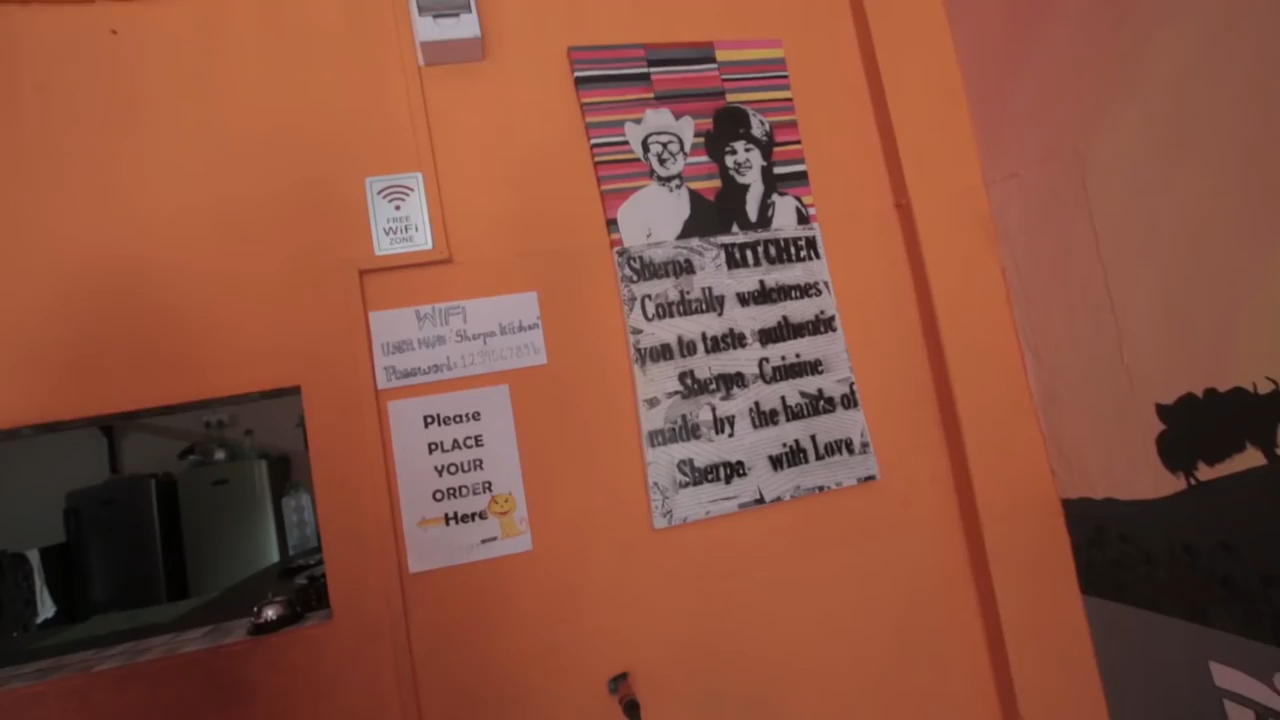 FREE
WiFi
ZONE
WIFI
USER NAME: "Sherpa Kitchen"
Password:
Please
PLACE
YOUR
ORDER
Here
Sherpa KITCHEN
Cordially welcomes
you to taste authentic
Sherpa Cuisine
made by the hands of
Sherpa with Love